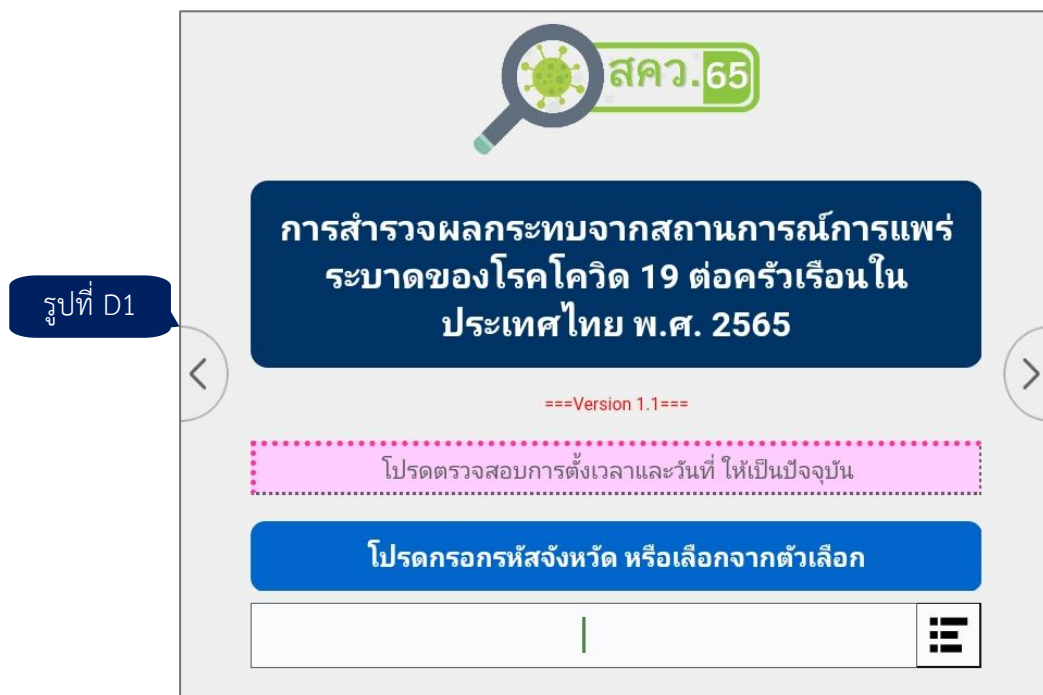 สคว.65
การสำรวจผลกระทบจากสถานการณ์การแพร่
ระบาดของโรคโควิด 19 ต่อครัวเรือนใน
ประเทศไทย พ.ศ. 2565
รูปที่ D1
===Version 1.1===
โปรดตรวจสอบการตั้งเวลาและวันที่ ให้เป็นปัจจุบัน
โปรดกรอกรหัสจังหวัด หรือเลือกจากตัวเลือก